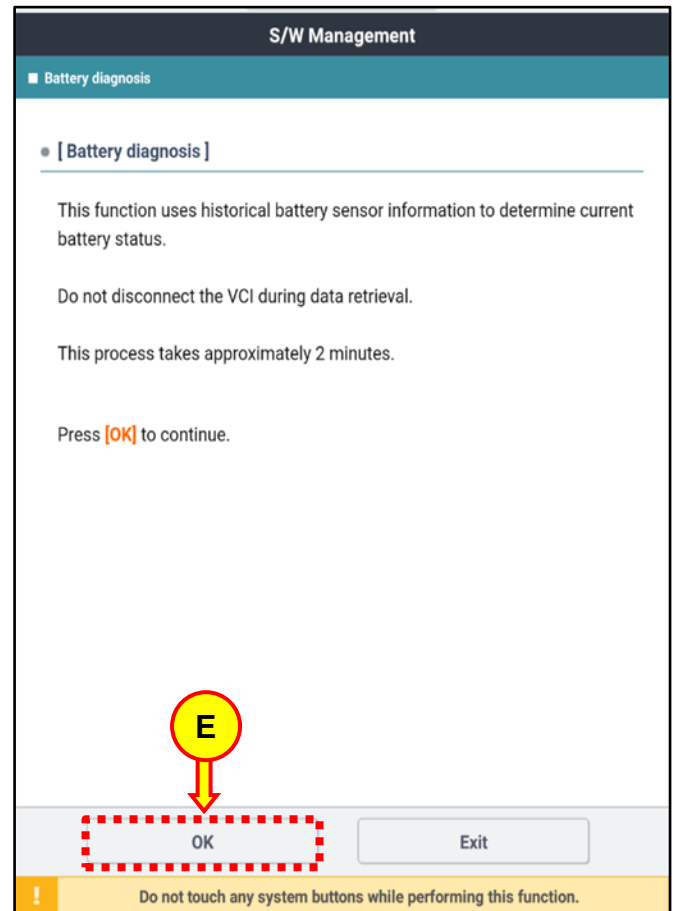 S/W Management
Battery diagnosis
[ Battery diagnosis ]
This function uses historical battery sensor information to determine current
battery status.
Do not disconnect the VCI during data retrieval.
This process takes approximately 2 minutes.
Press [OK] to continue.
E
OK Exit
! Do not touch any system buttons while performing this function.